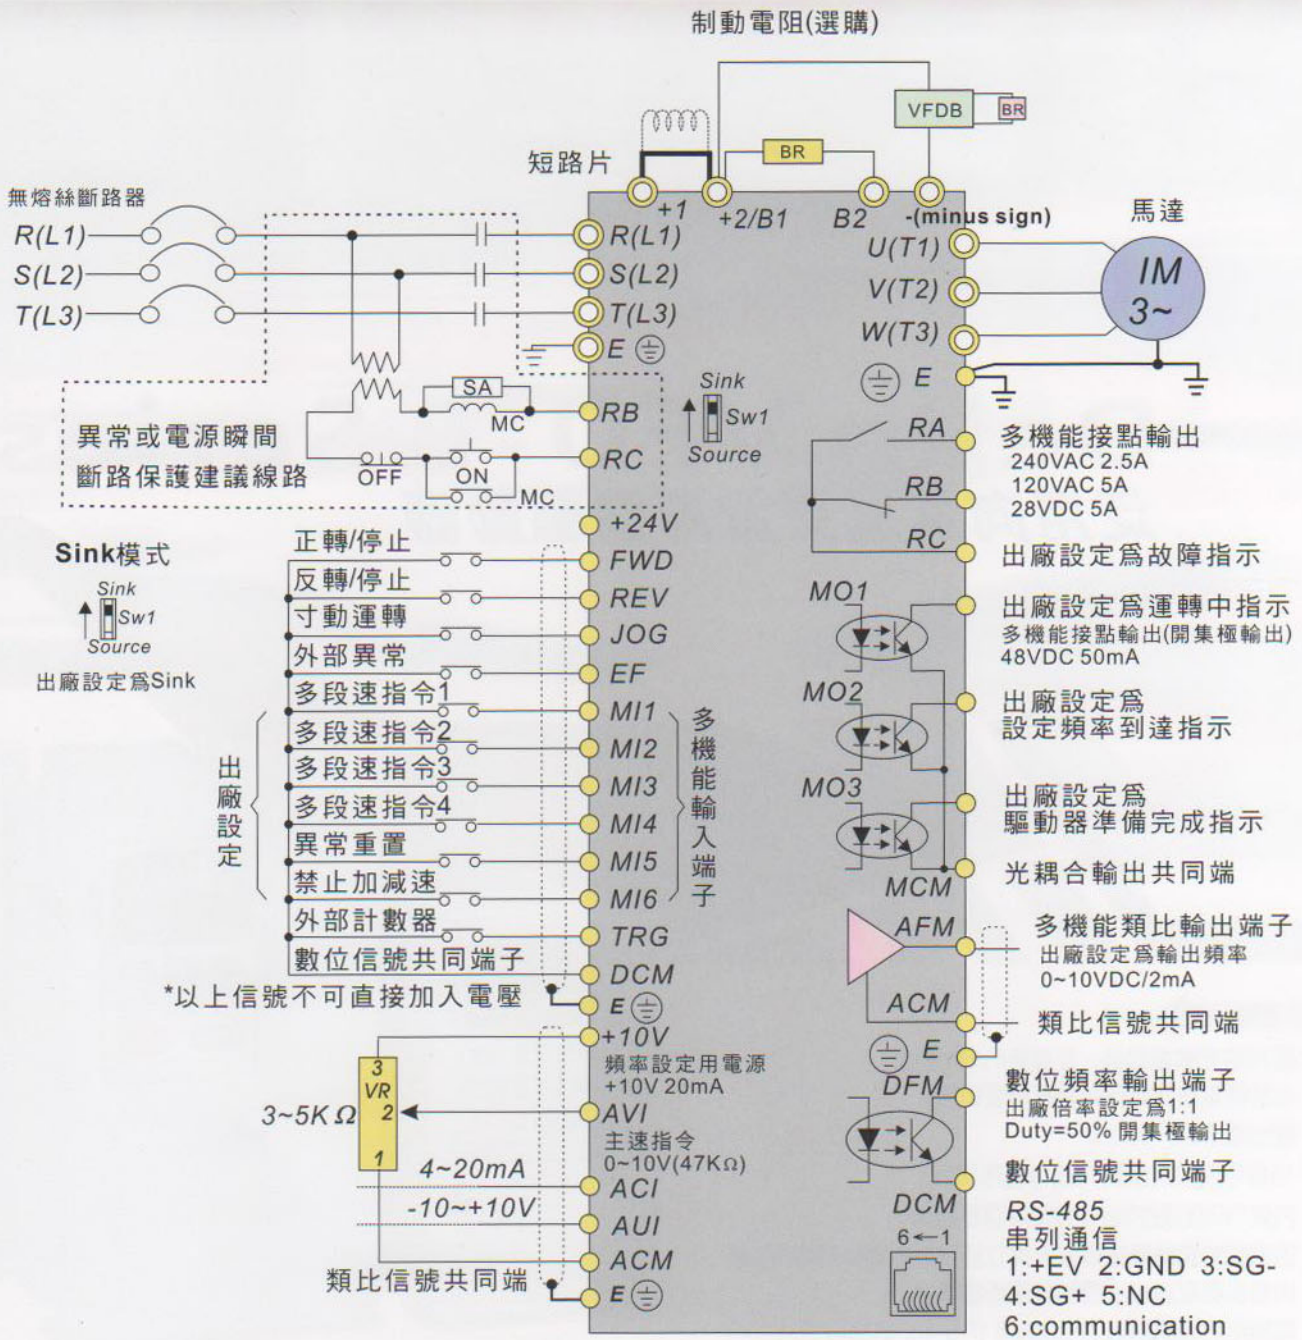 制動電阻(選購)
VFDB
BR
BR
短路片
無熔絲斷路器
+1
+2/B1
B2
-(minus sign)
馬達
R(L1)
R(L1)
U(T1)
IM
3~
S(L2)
S(L2)
V(T2)
T(L3)
T(L3)
W(T3)
E
E
Sink
Sw1
Source
SA
MC
RB
異常或電源瞬間
斷路保護建議線路
OFF
ON
MC
RC
RA
多機能接點輸出
240VAC 2.5A
120VAC 5A
28VDC 5A
RB
RC
出廠設定爲故障指示
+24V
Sink模式
Sink
Sw1
Source
出廠設定爲Sink
正轉/停止
FWD
反轉/停止
REV
寸動運轉
JOG
外部異常
EF
出廠設定
多段速指令1
MI1
多段速指令2
MI2
多段速指令3
MI3
多段速指令4
MI4
異常重置
MI5
禁止加減速
MI6
多機能輸入端子
外部計數器
TRG
數位信號共同端子
DCM
*以上信號不可直接加入電壓
E
MO1
出廠設定爲運轉中指示
多機能接點輸出(開集極輸出)
48VDC 50mA
MO2
出廠設定爲
設定頻率到達指示
MO3
出廠設定爲
驅動器準備完成指示
MCM
光耦合輸出共同端
AFM
多機能類比輸出端子
出廠設定爲輸出頻率
0~10VDC/2mA
ACM
類比信號共同端
E
+10V
頻率設定用電源
+10V 20mA
3
VR
2
1
3~5KΩ
AVI
主速指令
0~10V(47KΩ)
4~20mA
ACI
-10~+10V
AUI
ACM
類比信號共同端
E
DFM
數位頻率輸出端子
出廠倍率設定爲1:1
Duty=50% 開集極輸出
數位信號共同端子
DCM
6←1
RS-485
串列通信
1:+EV 2:GND 3:SG-
4:SG+ 5:NC
6:communication